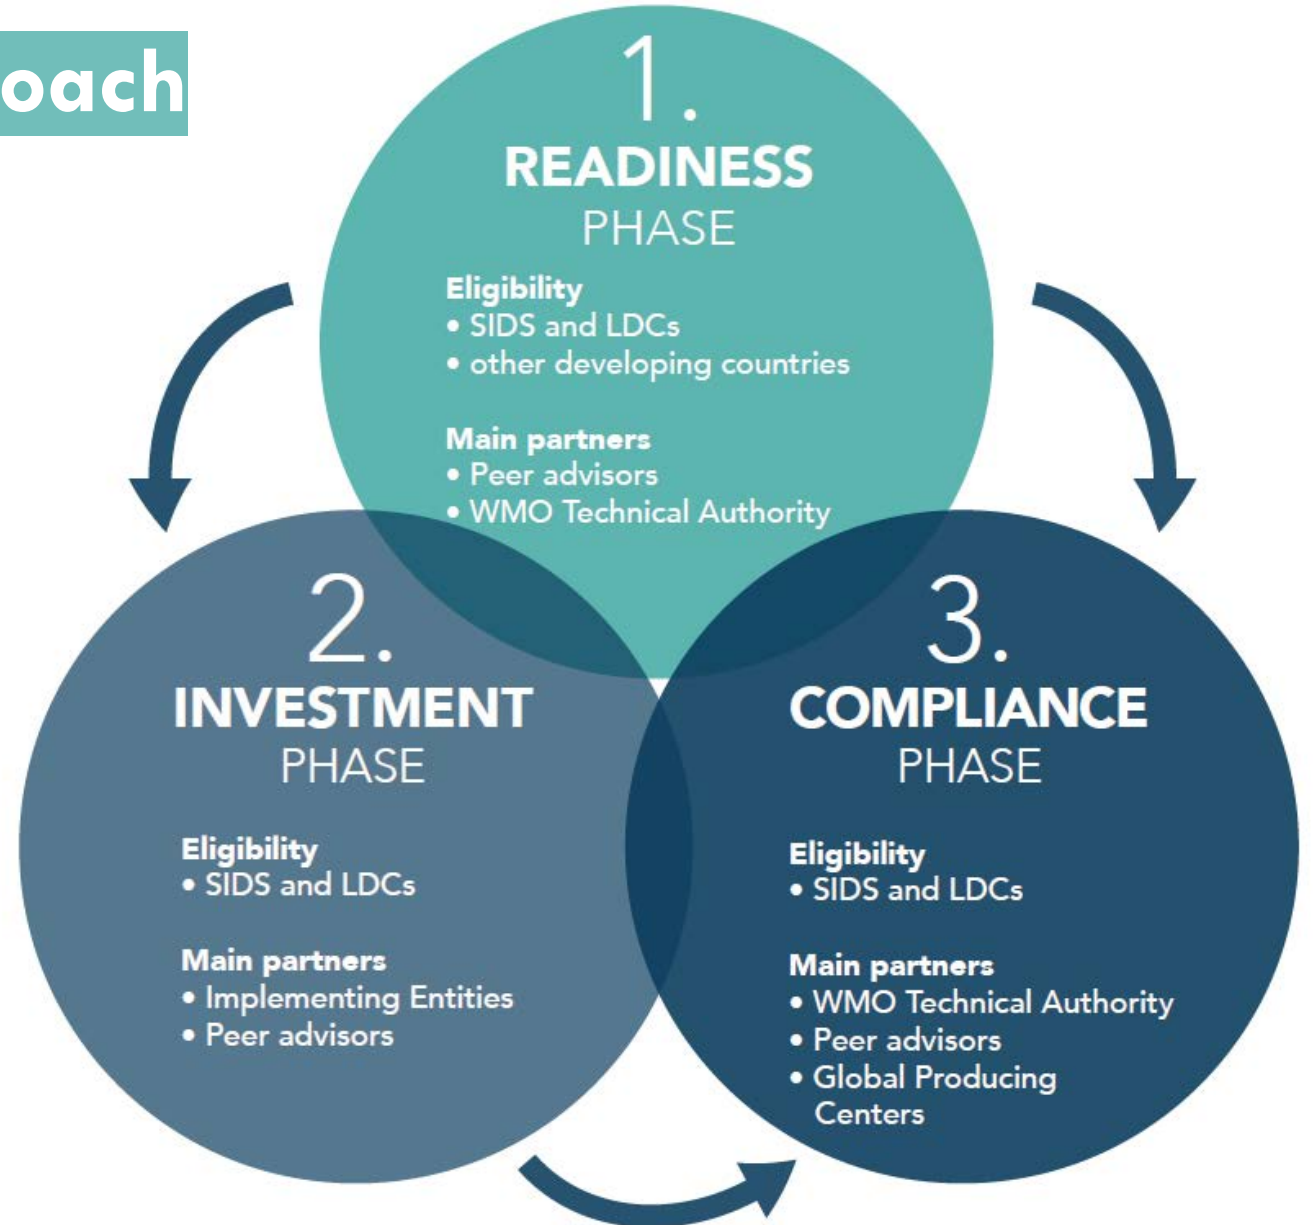 oach
1.
READINESS
PHASE
Eligibility
• SIDS and LDCs
• other developing countries
Main partners
• Peer advisors
• WMO Technical Authority
2.
INVESTMENT
PHASE
Eligibility
• SIDS and LDCs
Main partners
• Implementing Entities
• Peer advisors
3.
COMPLIANCE
PHASE
Eligibility
• SIDS and LDCs
Main partners
• WMO Technical Authority
• Peer advisors
• Global Producing
Centers